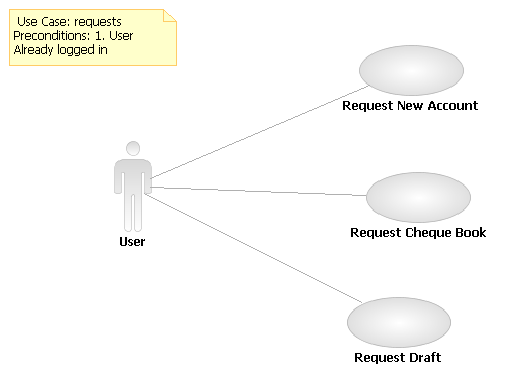 Use Case: requests
Preconditions: 1. User
Already logged in
Request New Account
Request Cheque Book
User
Request Draft